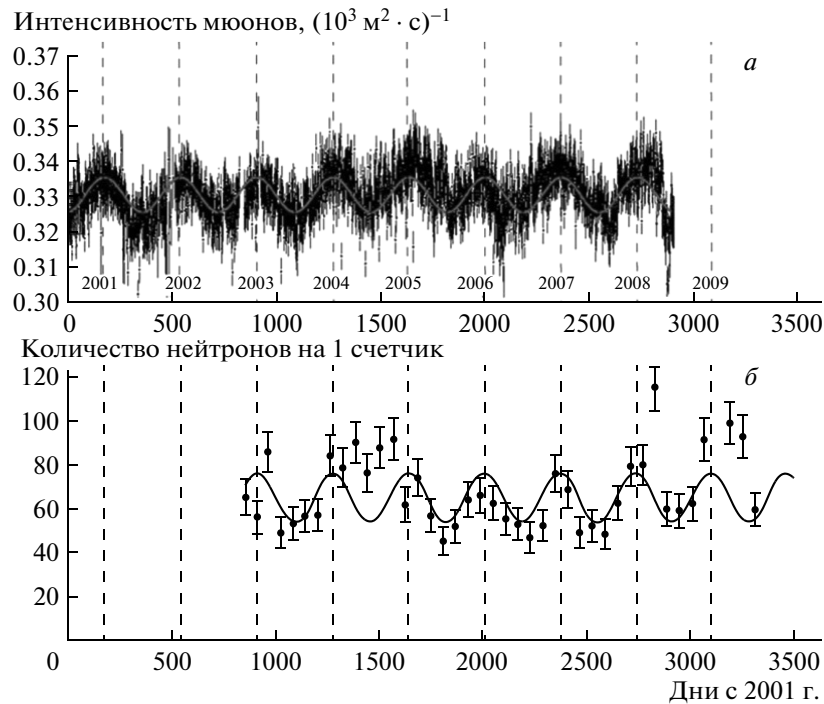 Интенсивность мюонов, (10³ м² · с)⁻¹
0.37
а
0.36
0.35
0.34
0.33
0.32
0.31
2001 2002 2003 2004 2005 2006 2007 2008 2009
0.30
0 500 1000 1500 2000 2500 3000 3500
Количество нейтронов на 1 счетчик
120
б
100
80
60
40
20
0 500 1000 1500 2000 2500 3000 3500
Дни с 2001 г.